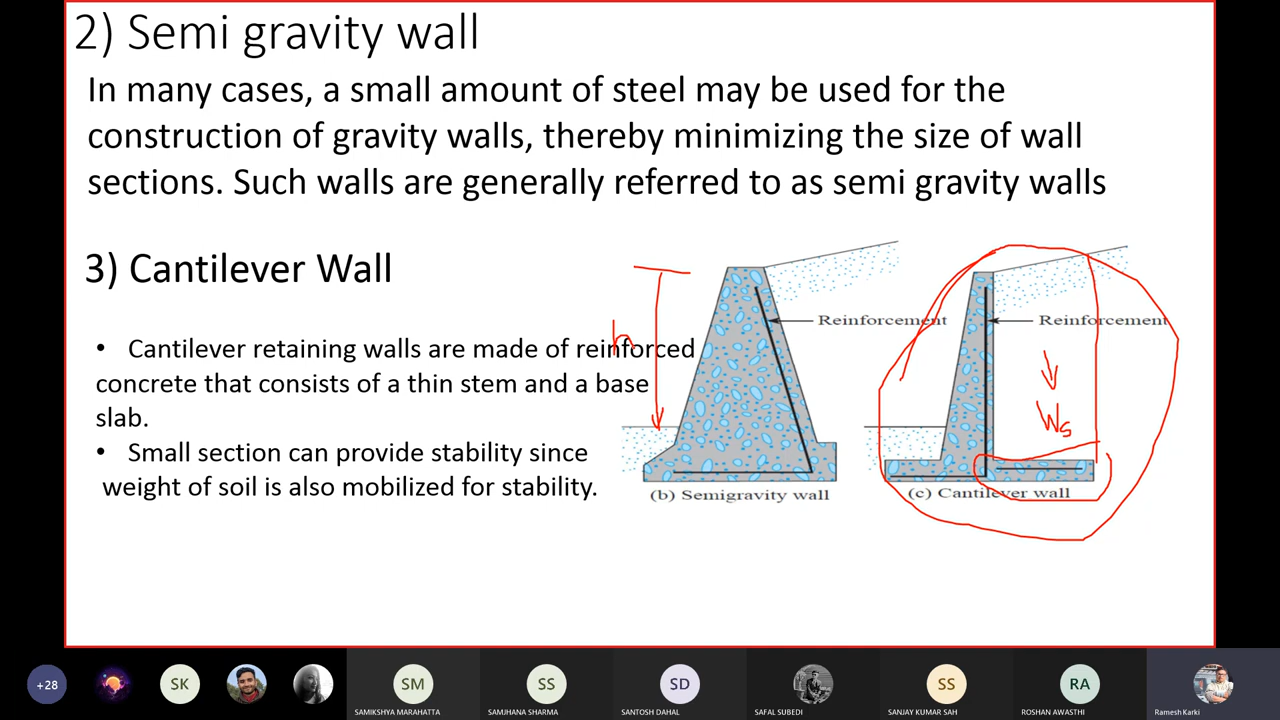 2) Semi gravity wall
In many cases, a small amount of steel may be used for the
construction of gravity walls, thereby minimizing the size of wall
sections. Such walls are generally referred to as semi gravity walls
3) Cantilever Wall
• Cantilever retaining walls are made of reinforced
concrete that consists of a thin stem and a base
slab.
• Small section can provide stability since
weight of soil is also mobilized for stability.
h
Reinforcement
(b) Semigravity wall
Reinforcement
Ws
(c) Cantilever wall
+28
SK
SM
SAMIKSHYA MARAHATTA
SS
SAMJHANA SHARMA
SD
SANTOSH DAHAL
SAFAL SUBEDI
SS
SANJAY KUMAR SAH
RA
ROSHAN AWASTHI
Ramesh Karki